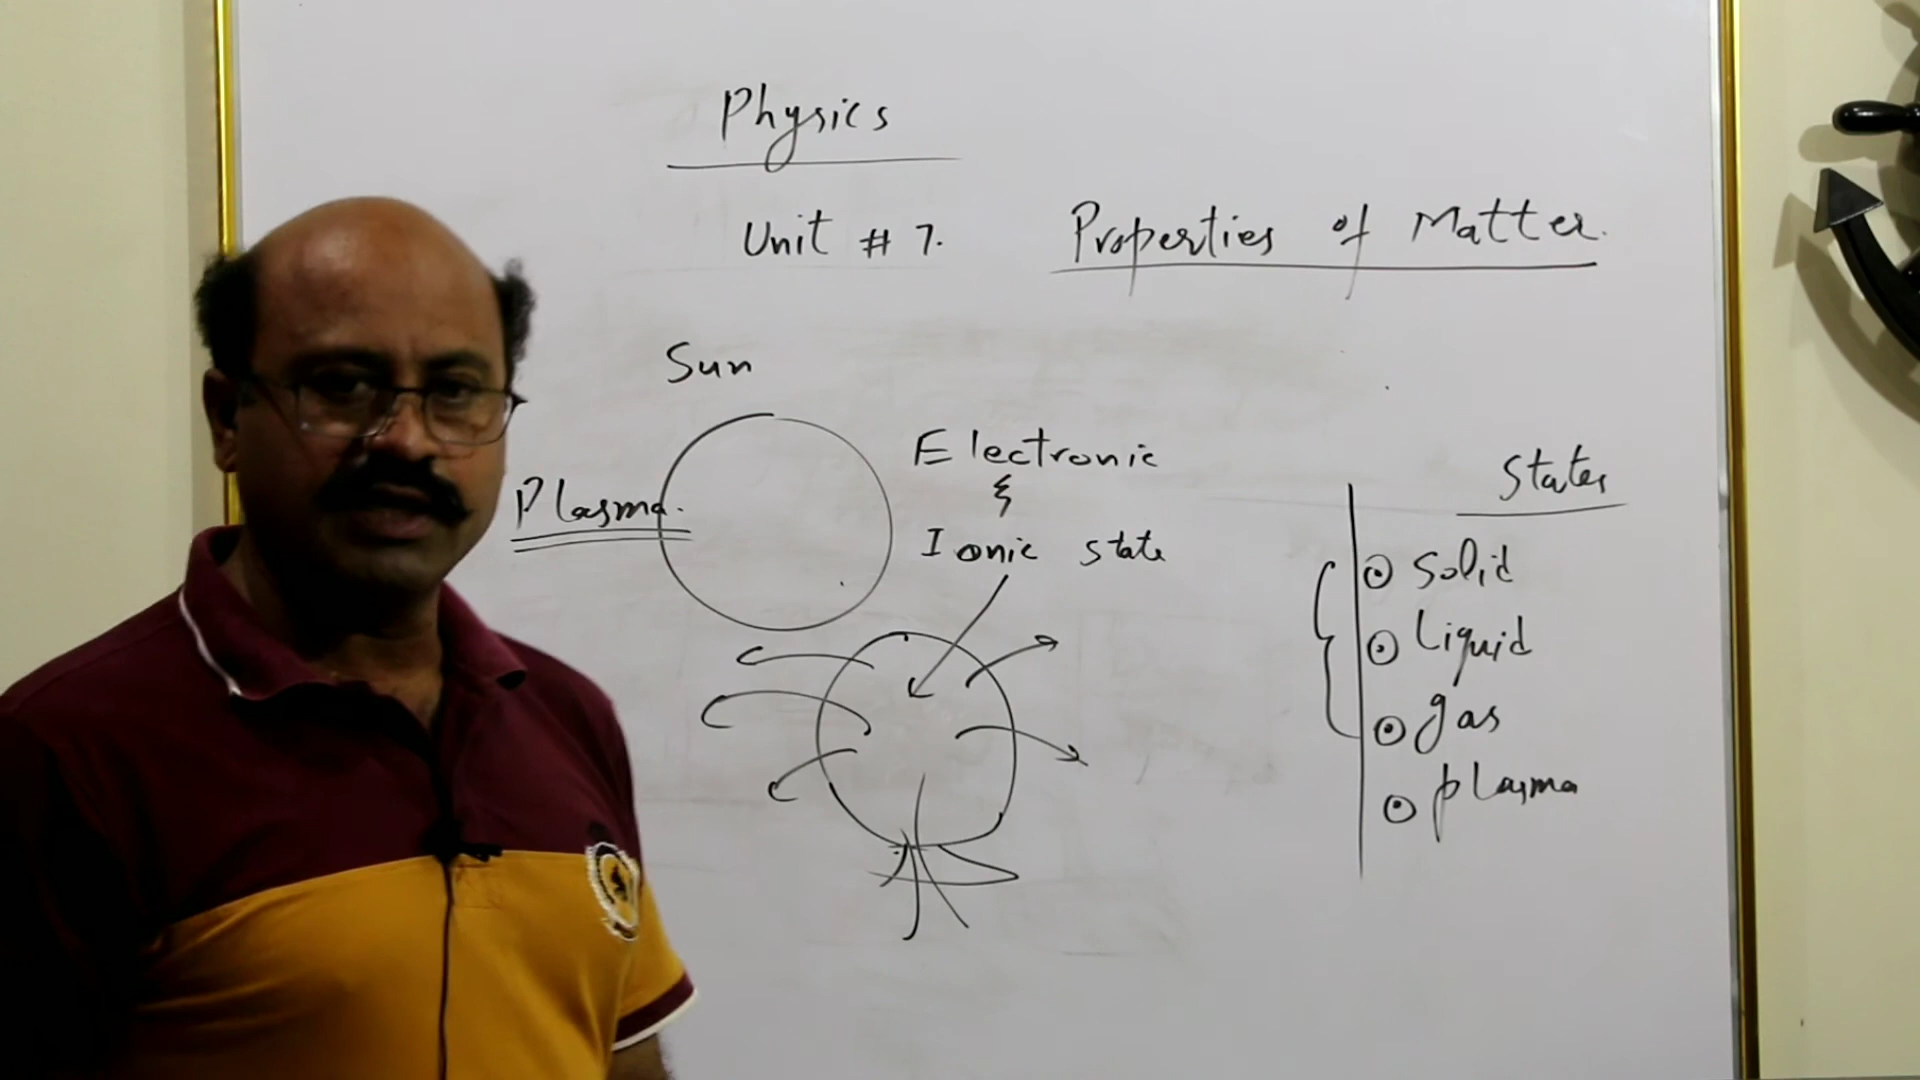 Physics
Unit # 7. Properties of Matter.
Sun
Plasma.
Electronic
&
Ionic state
States
Solid
Liquid
gas
plasma